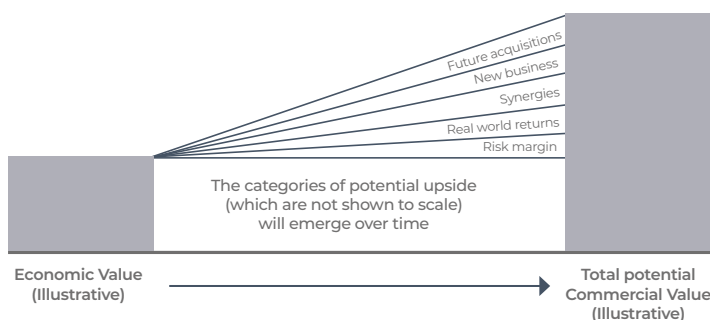 Future acquisitions
New business
Synergies
Real world returns
Risk margin
The categories of potential upside
(which are not shown to scale)
will emerge over time
Economic Value
(Illustrative)
Total potential
Commercial Value
(Illustrative)